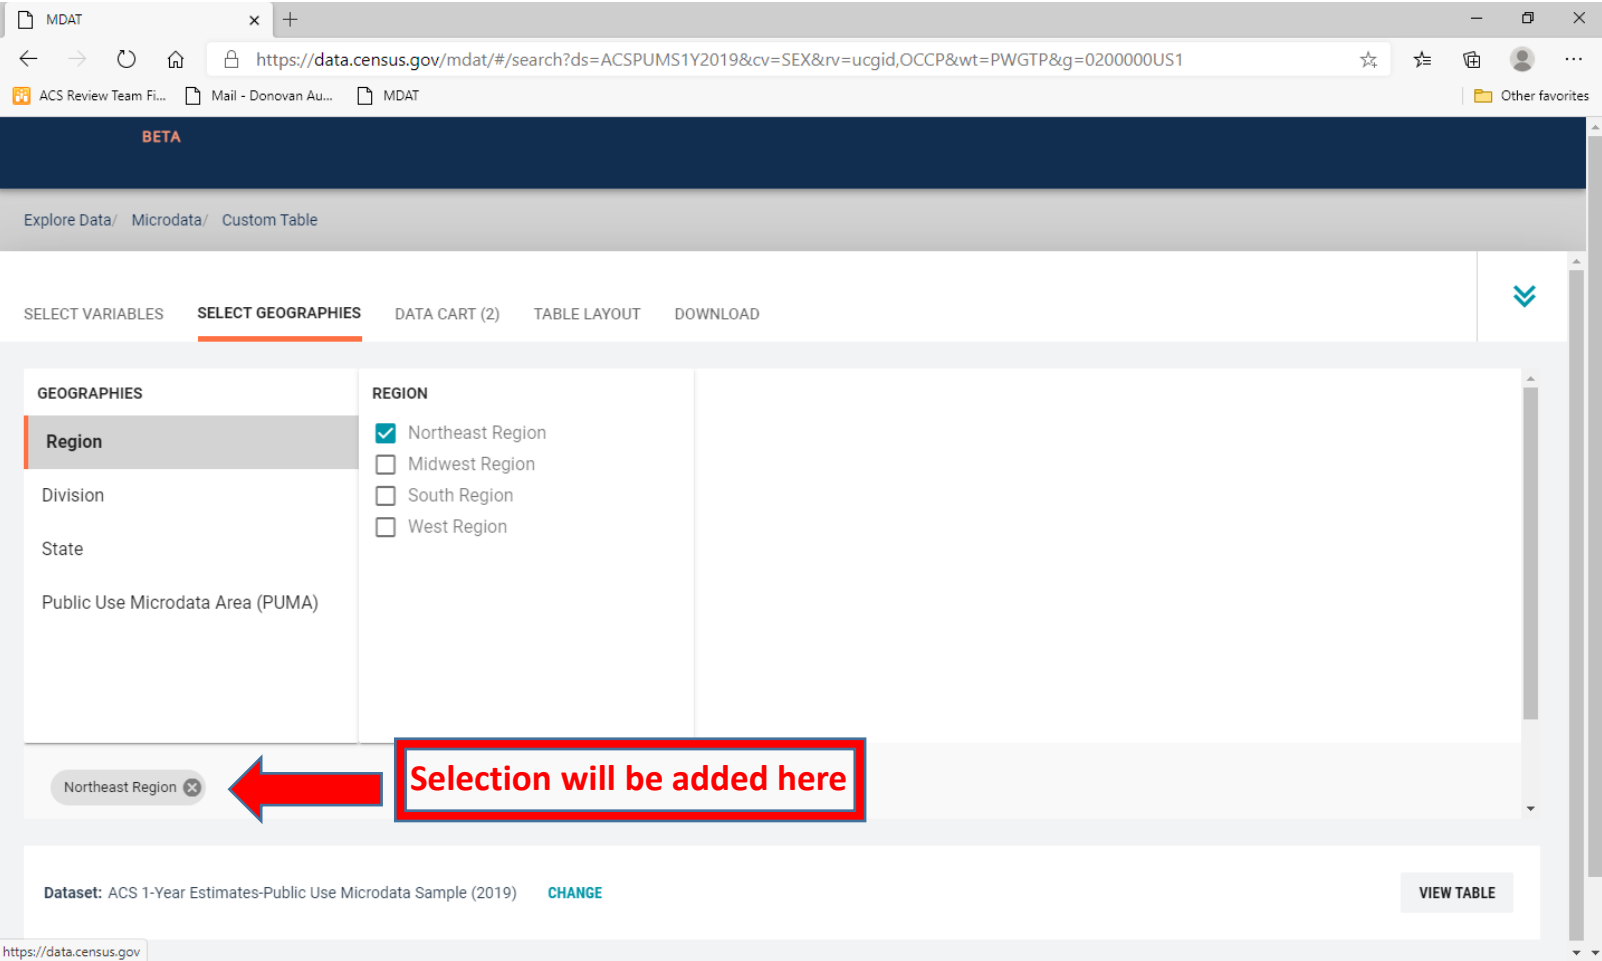 MDAT
https://data.census.gov/mdat/#/search?ds=ACSPUMS1Y2019&cv=SEX&rv=ucgid,OCCP&wt=PWGTP&g=0200000US1
ACS Review Team Fi... Mail - Donovan Au... MDAT Other favorites
BETA
Explore Data/ Microdata/ Custom Table
SELECT VARIABLES SELECT GEOGRAPHIES DATA CART (2) TABLE LAYOUT DOWNLOAD
GEOGRAPHIES
Region
Division
State
Public Use Microdata Area (PUMA)
REGION
Northeast Region
Midwest Region
South Region
West Region
Northeast Region
Selection will be added here
Dataset: ACS 1-Year Estimates-Public Use Microdata Sample (2019) CHANGE VIEW TABLE
https://data.census.gov